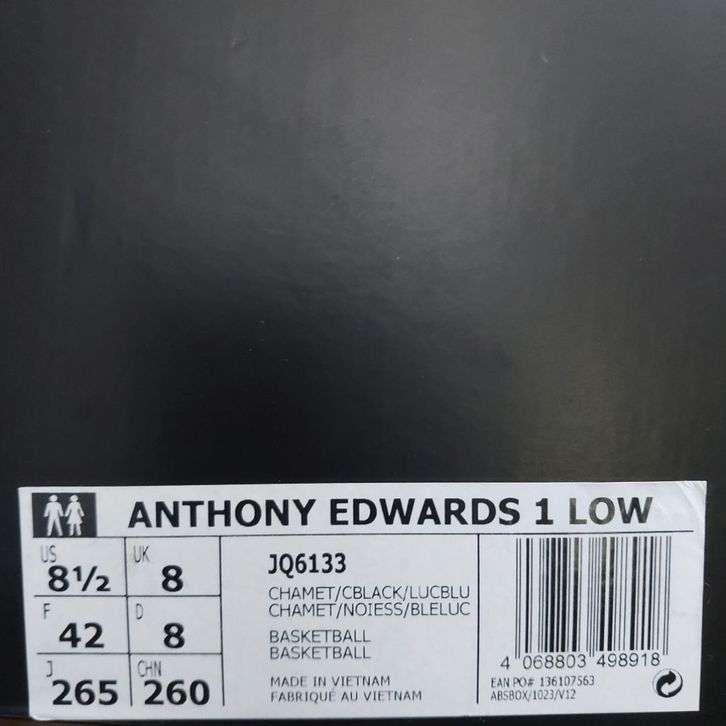 ANTHONY EDWARDS 1 LOW
US 8½ UK 8
F 42 D 8
J 265 CHN 260
JQ6133
CHAMET/CBLACK/LUCBLU
CHAMET/NOIESS/BLELUC
BASKETBALL
BASKETBALL
MADE IN VIETNAM
FABRIQUÉ AU VIETNAM
4 068803 498918
EAN PO# 136107563
ABSBOX/1023/V12